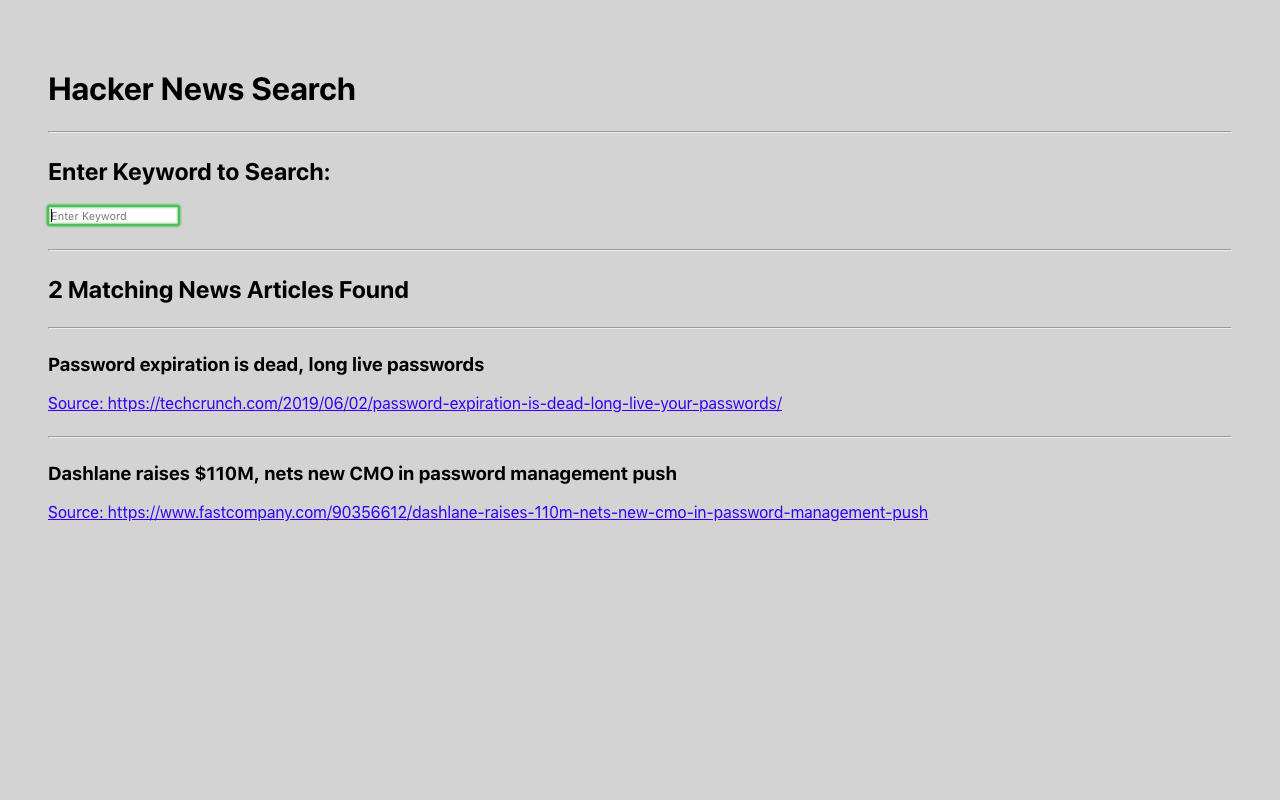 Hacker News Search
Enter Keyword to Search:
Enter Keyword
2 Matching News Articles Found
Password expiration is dead, long live passwords
Source: https://techcrunch.com/2019/06/02/password-expiration-is-dead-long-live-your-passwords/
Dashlane raises $110M, nets new CMO in password management push
Source: https://www.fastcompany.com/90356612/dashlane-raises-110m-nets-new-cmo-in-password-management-push